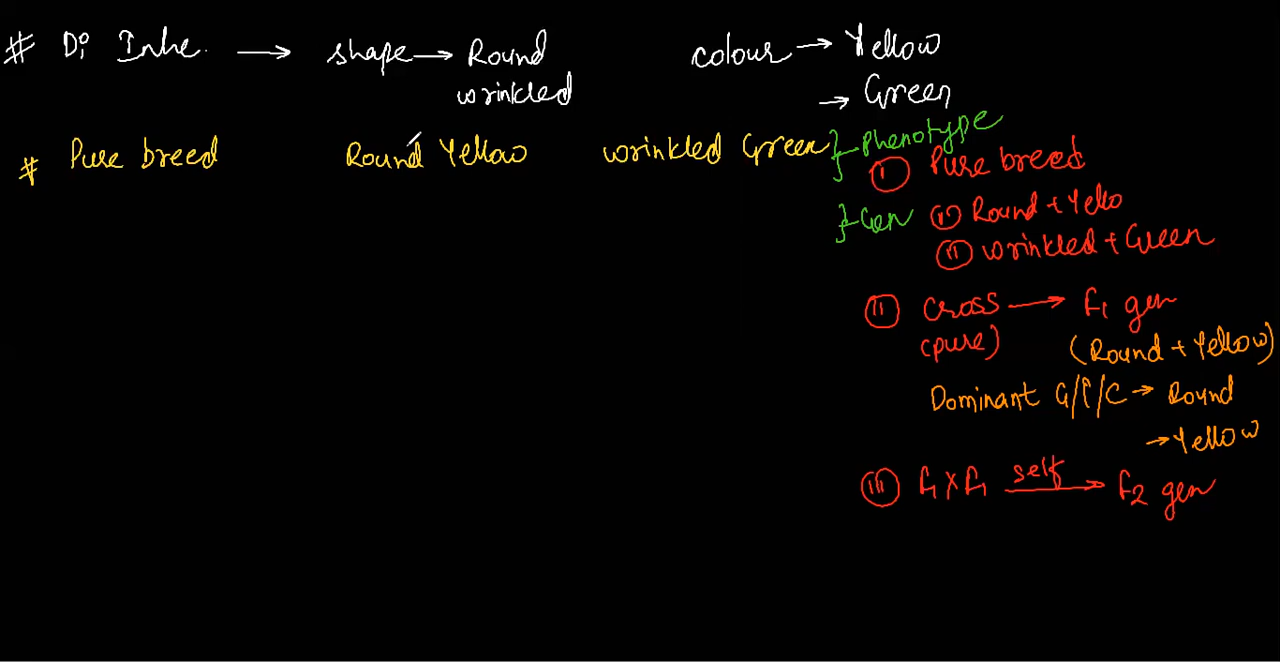 # Di Inhe. → shape → Round colour → Yellow
wrinkled → Green
# Pure breed Round Yellow wrinkled Green } Phenotype
I Pure breed
} Gen (I) Round + Yello
(II) wrinkled + Green
II Cross → F1 gen
(pure) (Round + Yellow)
Dominant G/P/C → Round
→ Yellow
III F1 X F1 self → F2 gen